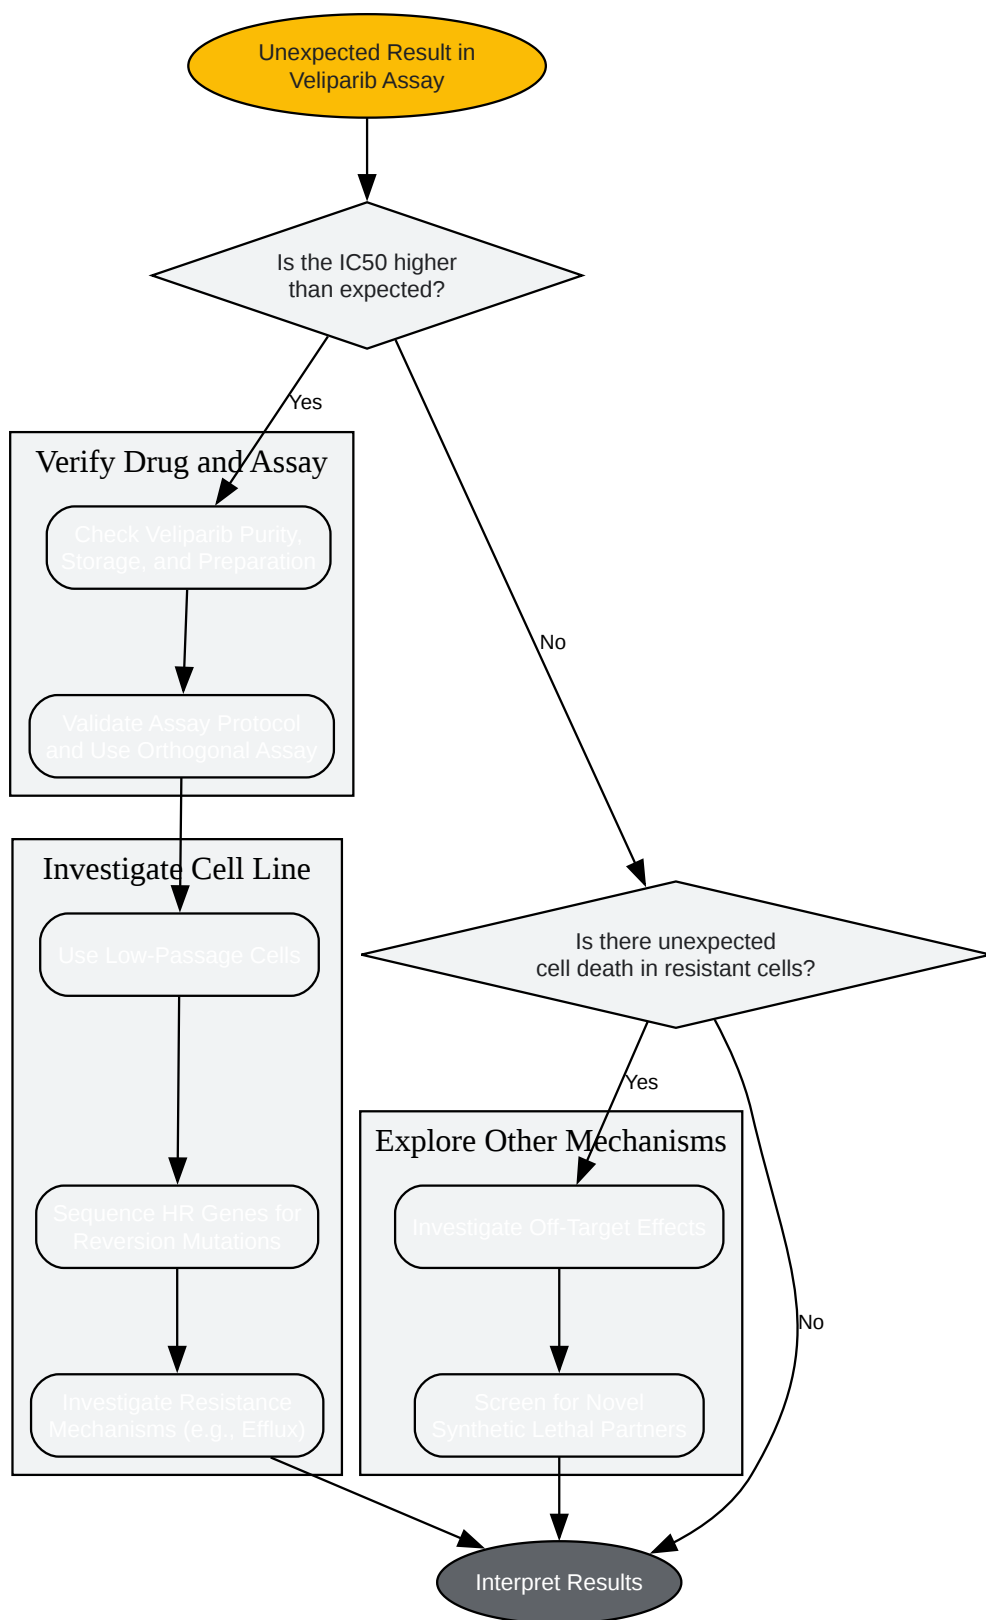 Unexpected Result in
Veliparib Assay
Is the IC50 higher
than expected?
Yes
Verify Drug and Assay
Check Veliparib Purity,
Storage, and Preparation
No
Validate Assay Protocol
and Use Orthogonal Assay
Investigate Cell Line
Use Low-Passage Cells
Is there unexpected
cell death in resistant cells?
Yes
Explore Other Mechanisms
Sequence HR Genes for
Reversion Mutations
Investigate Off-Target Effects
No
Investigate Resistance
Mechanisms (e.g., Efflux)
Screen for Novel
Synthetic Lethal Partners
Interpret Results